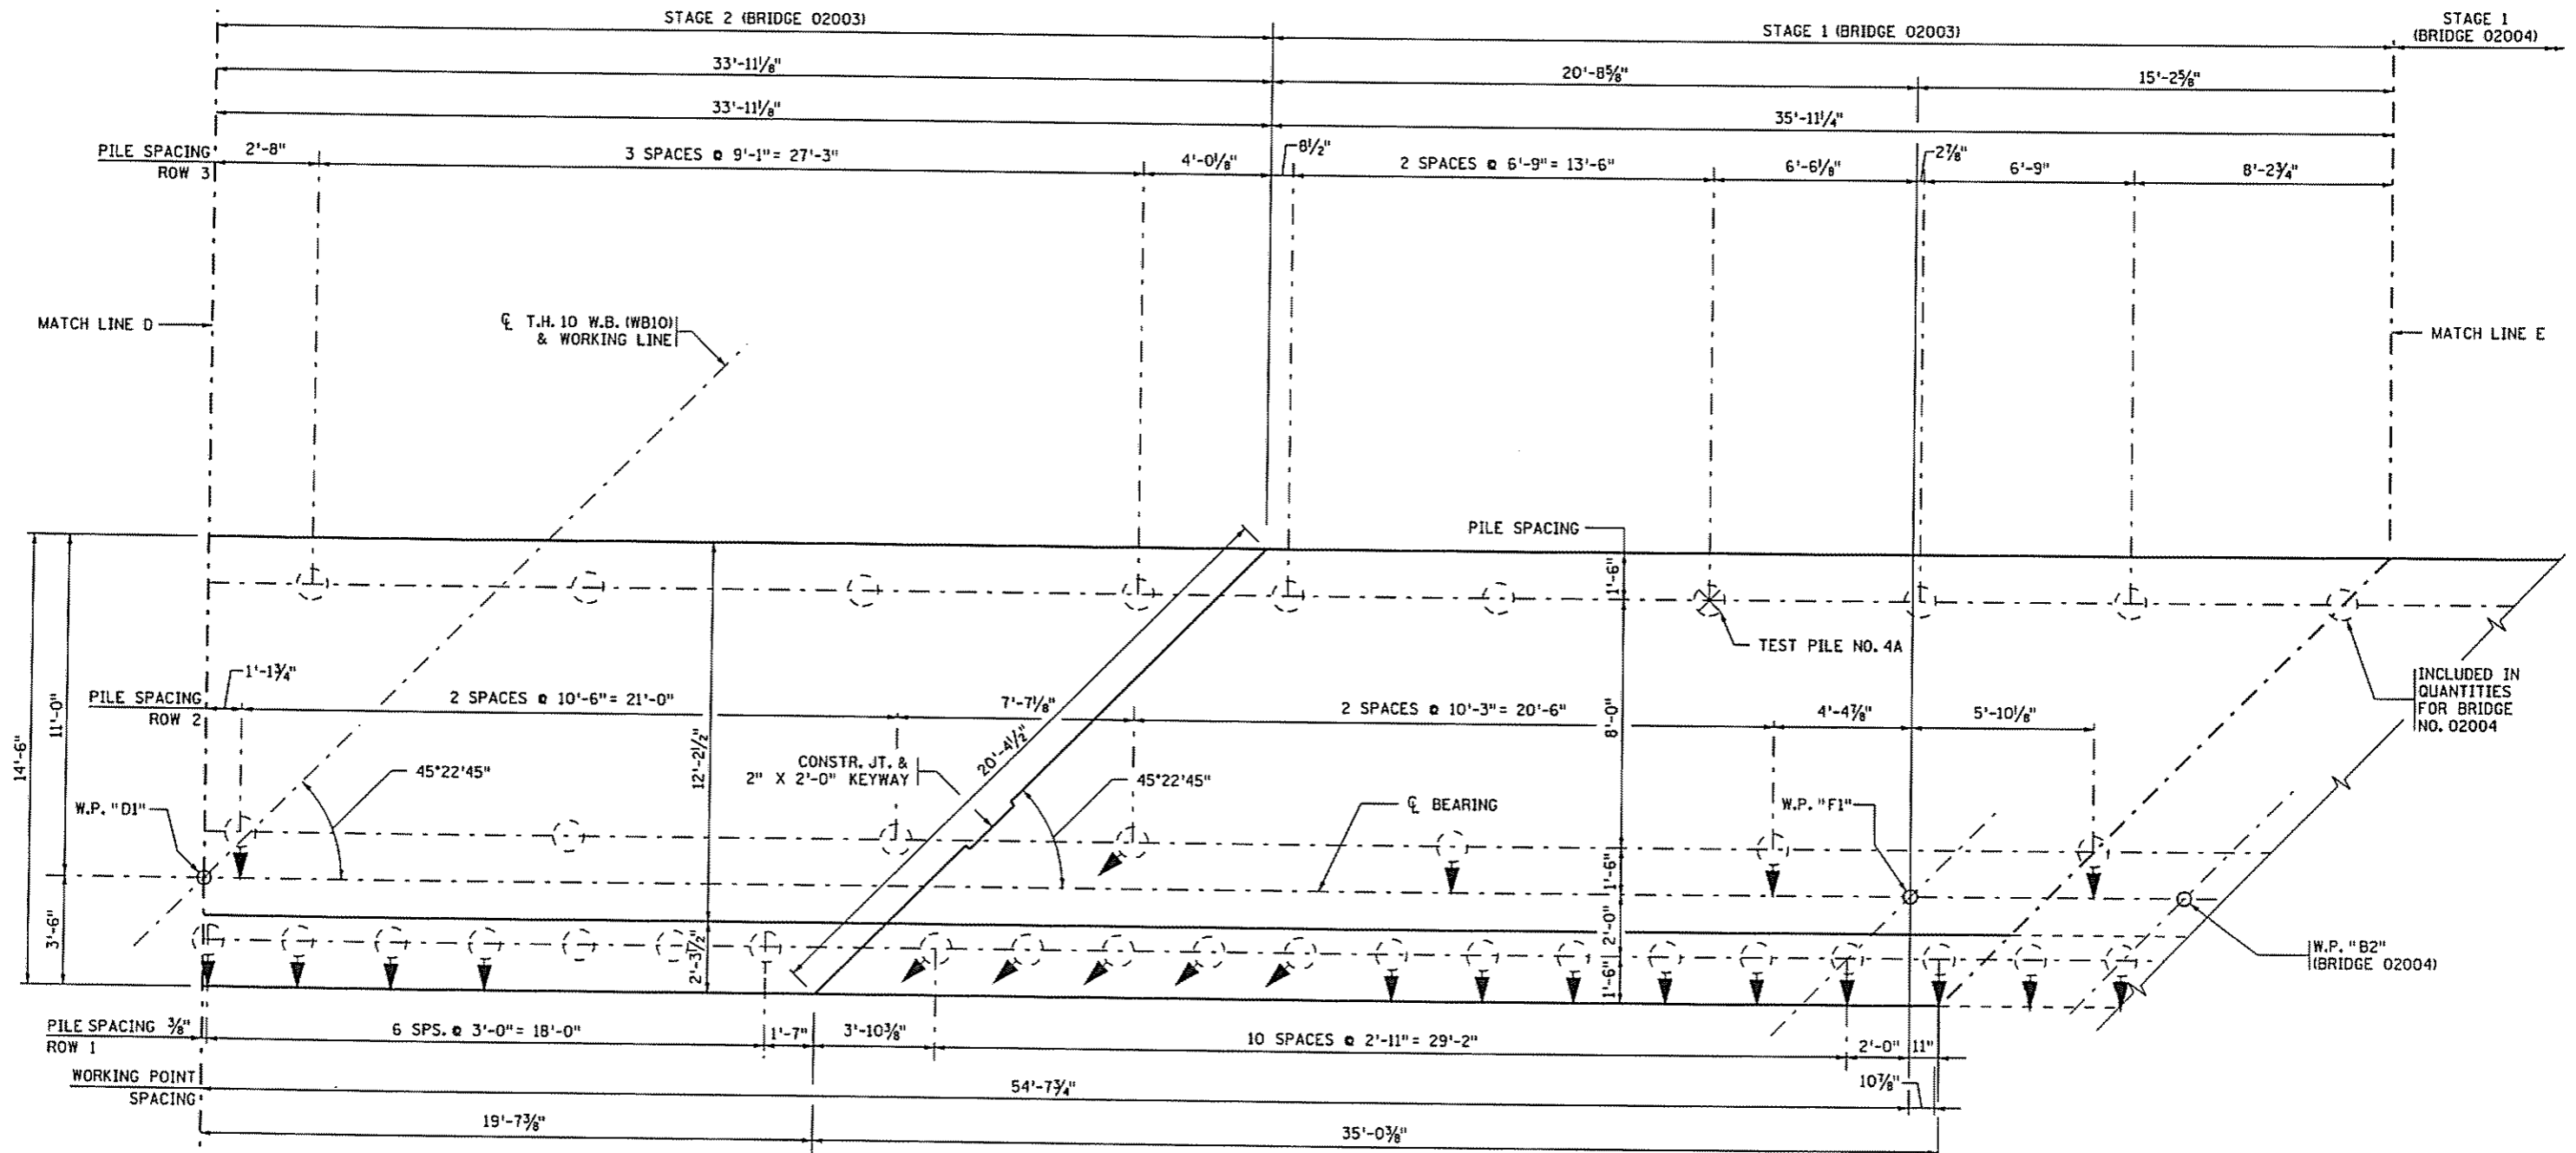 STAGE 2 (BRIDGE 02003)
STAGE 1 (BRIDGE 02003)
STAGE 1
(BRIDGE 02004)
33'-11⅛"
20'-8⅝"
15'-2⅝"
33'-11⅛"
35'-11¼"
PILE SPACING
ROW 3
2'-8"
3 SPACES @ 9'-1"= 27'-3"
4'-0⅛"
8½"
2 SPACES @ 6'-9"= 13'-6"
6'-6⅛"
2⅞"
6'-9"
8'-2¾"
MATCH LINE D
℄ T.H. 10 W.B. (WB10)
& WORKING LINE
MATCH LINE E
PILE SPACING
1'-6"
TEST PILE NO. 4A
INCLUDED IN
QUANTITIES
FOR BRIDGE
NO. 02004
PILE SPACING
ROW 2
1'-1¾"
2 SPACES @ 10'-6"= 21'-0"
7'-7⅛"
2 SPACES @ 10'-3"= 20'-6"
4'-4⅞"
5'-10⅛"
14'-6"
11'-0"
3'-6"
12'-2½"
20'-4½"
8'-0"
45°22'45"
CONSTR. JT. &
2" X 2'-0" KEYWAY
45°22'45"
℄ BEARING
W.P. "D1"
W.P. "F1"
1'-6"
2'-0"
1'-6"
2'-3½"
W.P. "B2"
(BRIDGE 02004)
PILE SPACING
ROW 1
⅜"
6 SPS. @ 3'-0"= 18'-0"
1'-7"
3'-10⅜"
10 SPACES @ 2'-11"= 29'-2"
2'-0"
11"
WORKING POINT
SPACING
54'-7¾"
10⅞"
19'-7⅜"
35'-0⅜"